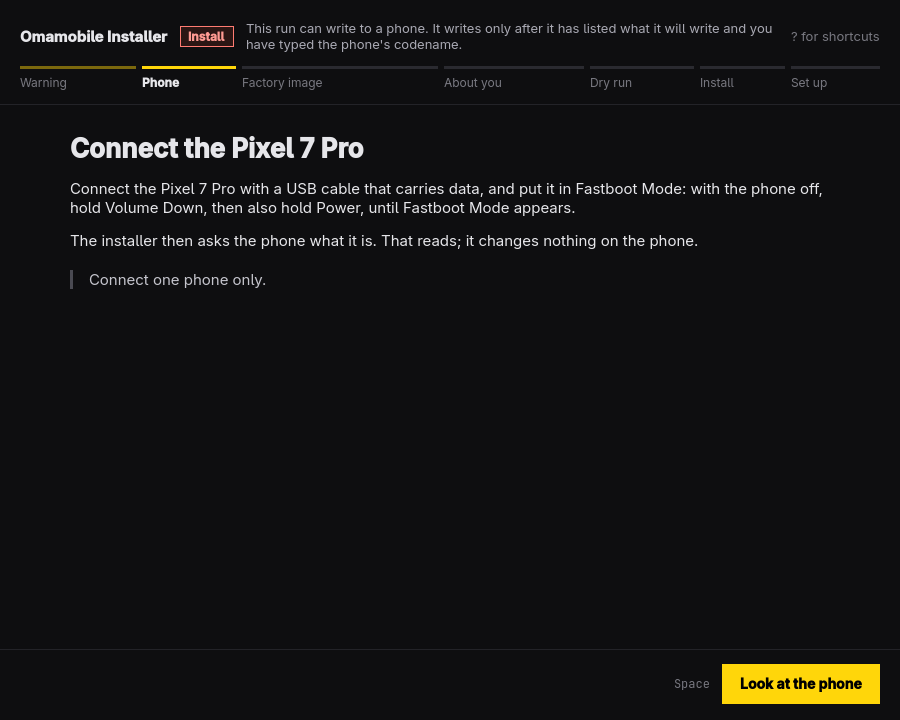 Omamobile Installer
Install
This run can write to a phone. It writes only after it has listed what it will write and you
have typed the phone's codename.
? for shortcuts
Warning
Phone
Factory image
About you
Dry run
Install
Set up
Connect the Pixel 7 Pro
Connect the Pixel 7 Pro with a USB cable that carries data, and put it in Fastboot Mode: with the phone off,
hold Volume Down, then also hold Power, until Fastboot Mode appears.
The installer then asks the phone what it is. That reads; it changes nothing on the phone.
Connect one phone only.
Space
Look at the phone